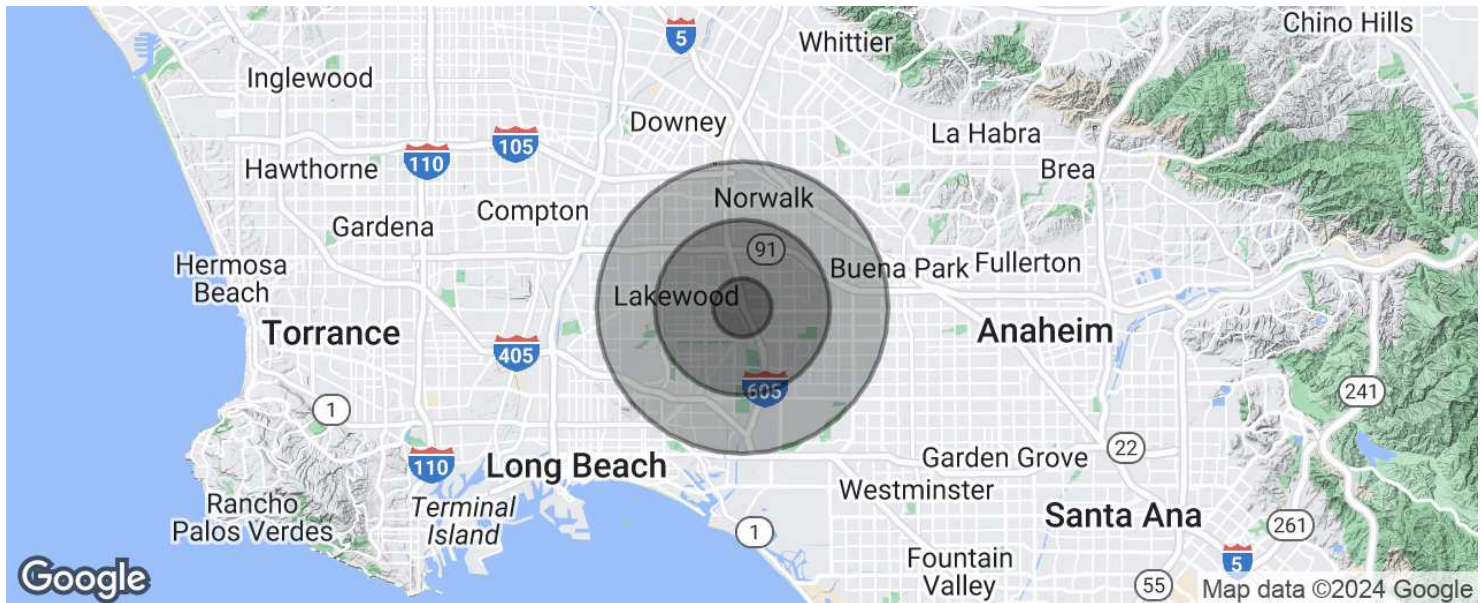 Chino Hills
5
Whittier
Inglewood
Downey
La Habra
105
110
Hawthorne
Brea
Norwalk
Compton
Gardena
91
Hermosa
Beach
Buena Park
Fullerton
Lakewood
Torrance
Anaheim
405
605
241
1
22
Long Beach
110
Garden Grove
Westminster
Rancho
Palos Verdes
Terminal
Island
Santa Ana
261
1
Fountain
Valley
5
55
Google
Map data ©2024 Google